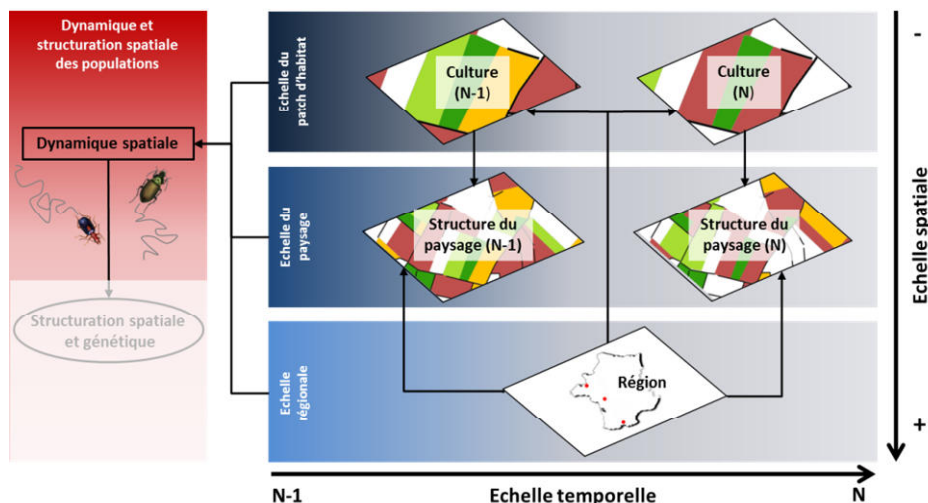 Dynamique et
structuration spatiale
des populations
Dynamique spatiale
Structuration spatiale
et génétique
Echelle du
patch d'habitat
Culture
(N-1)
Culture
(N)
Echelle du
paysage
Structure du
paysage (N-1)
Structure du
paysage (N)
Echelle
régionale
Région
-
Echelle spatiale
+
N-1
Echelle temporelle
N